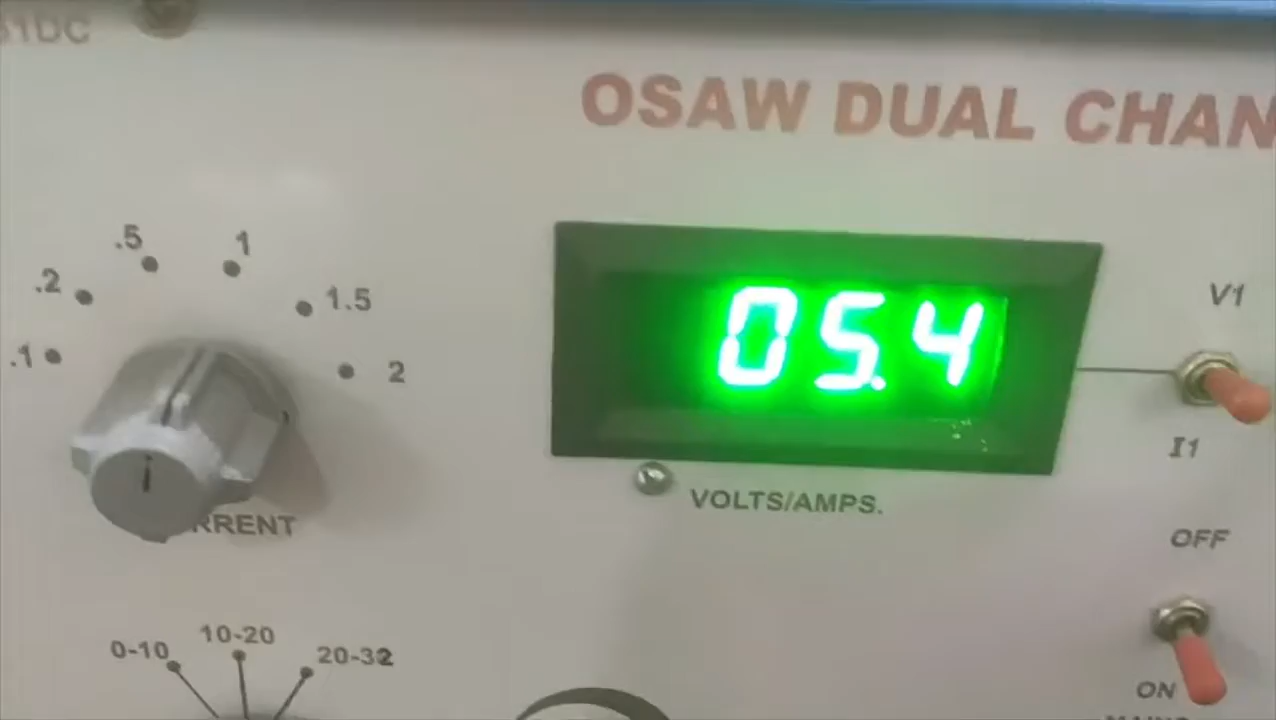 OSAW DUAL CHAN
.5
1
.2
1.5
.1
2
05.4
V1
I1
VOLTS/AMPS.
RRENT
OFF
10-20
0-10
20-32
ON